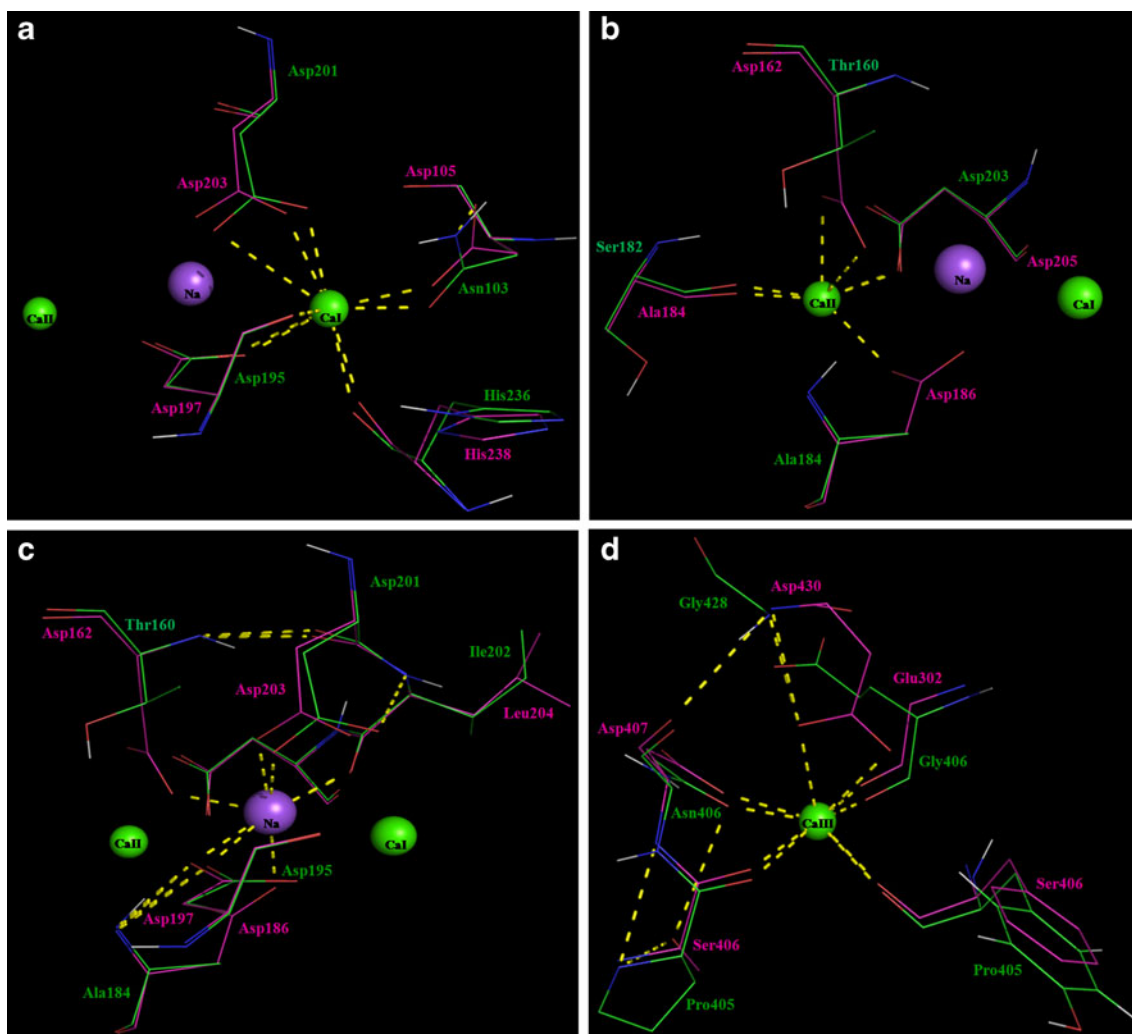 a
Asp201
Asp203
Asp105
Na
CaII
CaI
Asn103
Asp195
Asp197
His236
His238
b
Asp162
Thr160
Asp203
Ser182
Asp205
Na
CaII
CaI
Ala184
Asp186
Ala184
c
Asp201
Thr160
Asp162
Ile202
Asp203
Leu204
Na
CaII
CaI
Asp195
Asp197
Asp186
Ala184
d
Asp430
Gly428
Glu302
Asp407
Gly406
Asn406
CaIII
Ser406
Ser406
Pro405
Pro405